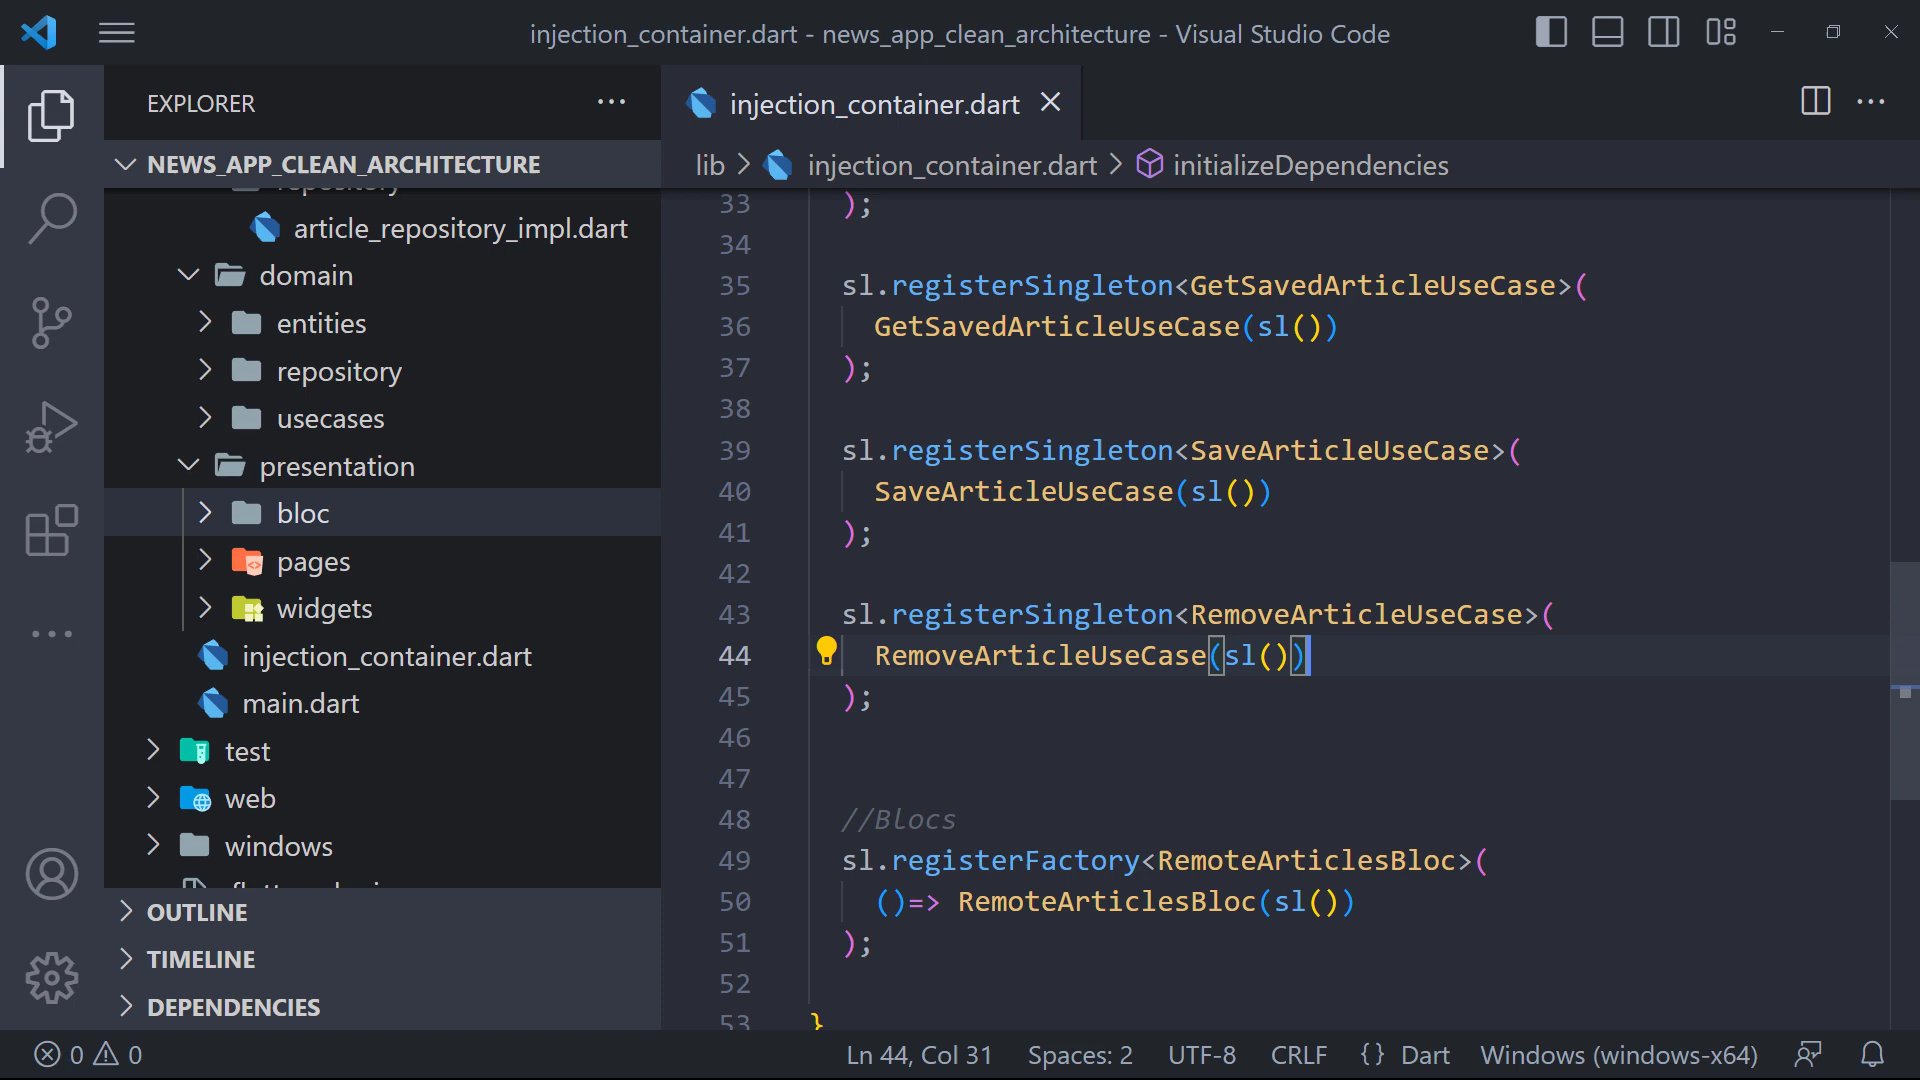 injection_container.dart - news_app_clean_architecture - Visual Studio Code
EXPLORER
injection_container.dart
NEWS_APP_CLEAN_ARCHITECTURE
lib > injection_container.dart > initializeDependencies
repository
article_repository_impl.dart
domain
entities
repository
usecases
presentation
bloc
pages
widgets
injection_container.dart
main.dart
test
web
windows
OUTLINE
TIMELINE
DEPENDENCIES
33 );
34
35 sl.registerSingleton<GetSavedArticleUseCase>(
36 GetSavedArticleUseCase(sl())
37 );
38
39 sl.registerSingleton<SaveArticleUseCase>(
40 SaveArticleUseCase(sl())
41 );
42
43 sl.registerSingleton<RemoveArticleUseCase>(
44 RemoveArticleUseCase(sl())
45 );
46
47
48 //Blocs
49 sl.registerFactory<RemoteArticlesBloc>(
50 ()=> RemoteArticlesBloc(sl())
51 );
52
53 }
0 0
Ln 44, Col 31
Spaces: 2
UTF-8
CRLF
{} Dart
Windows (windows-x64)